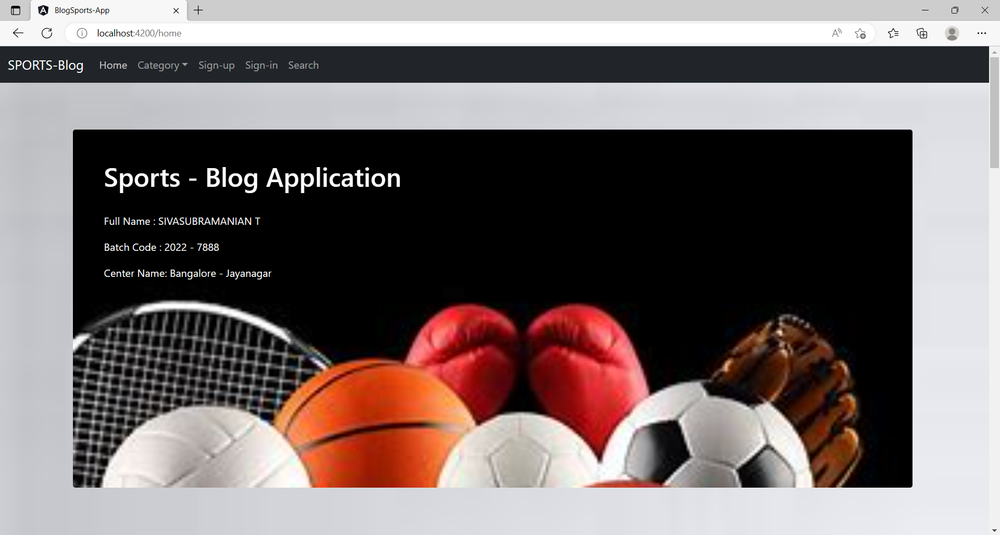 BlogSports-App
localhost:4200/home
SPORTS-Blog Home Category Sign-up Sign-in Search
Sports - Blog Application
Full Name : SIVASUBRAMANIAN T
Batch Code : 2022 - 7888
Center Name: Bangalore - Jayanagar